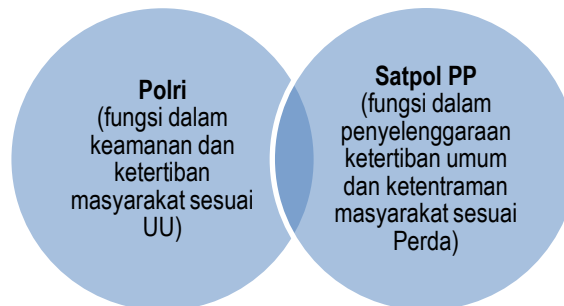 Polri
(fungsi dalam
keamanan dan
ketertiban
masyarakat sesuai
UU)
Satpol PP
(fungsi dalam
penyelenggaraan
ketertiban umum
dan ketentraman
masyarakat sesuai
Perda)